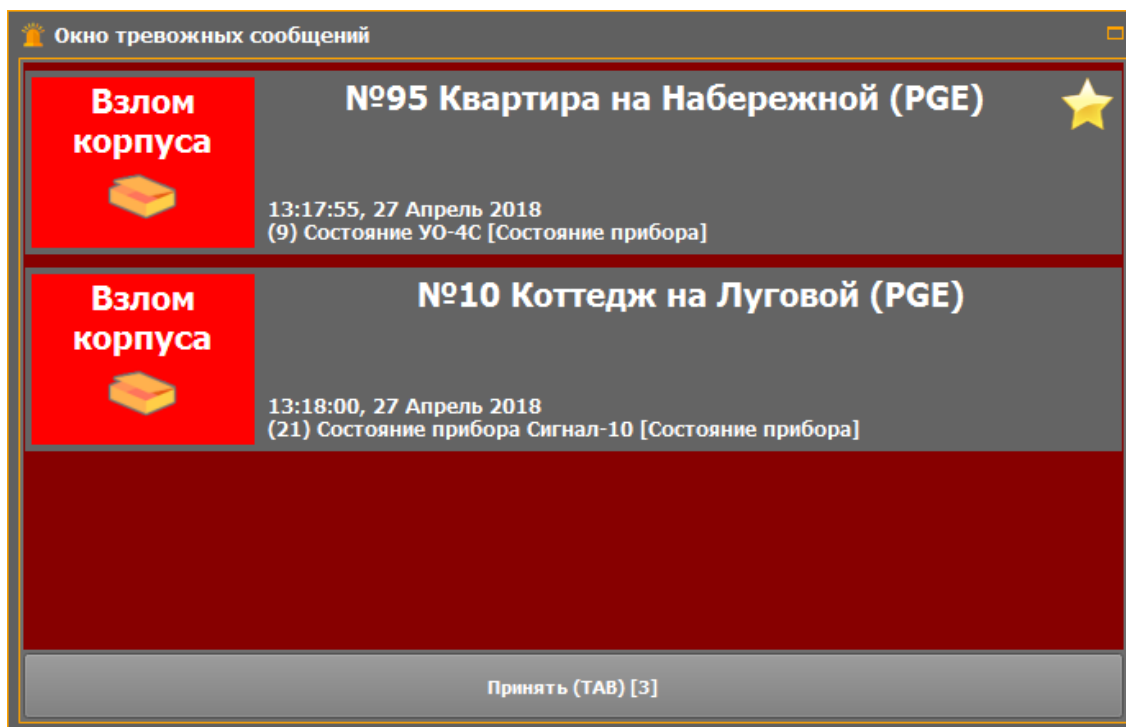 Окно тревожных сообщений
Взлом
корпуса
№95 Квартира на Набережной (PGE)
13:17:55, 27 Апрель 2018
(9) Состояние УО-4С [Состояние прибора]
Взлом
корпуса
№10 Коттедж на Луговой (PGE)
13:18:00, 27 Апрель 2018
(21) Состояние прибора Сигнал-10 [Состояние прибора]
Принять (TAB) [3]